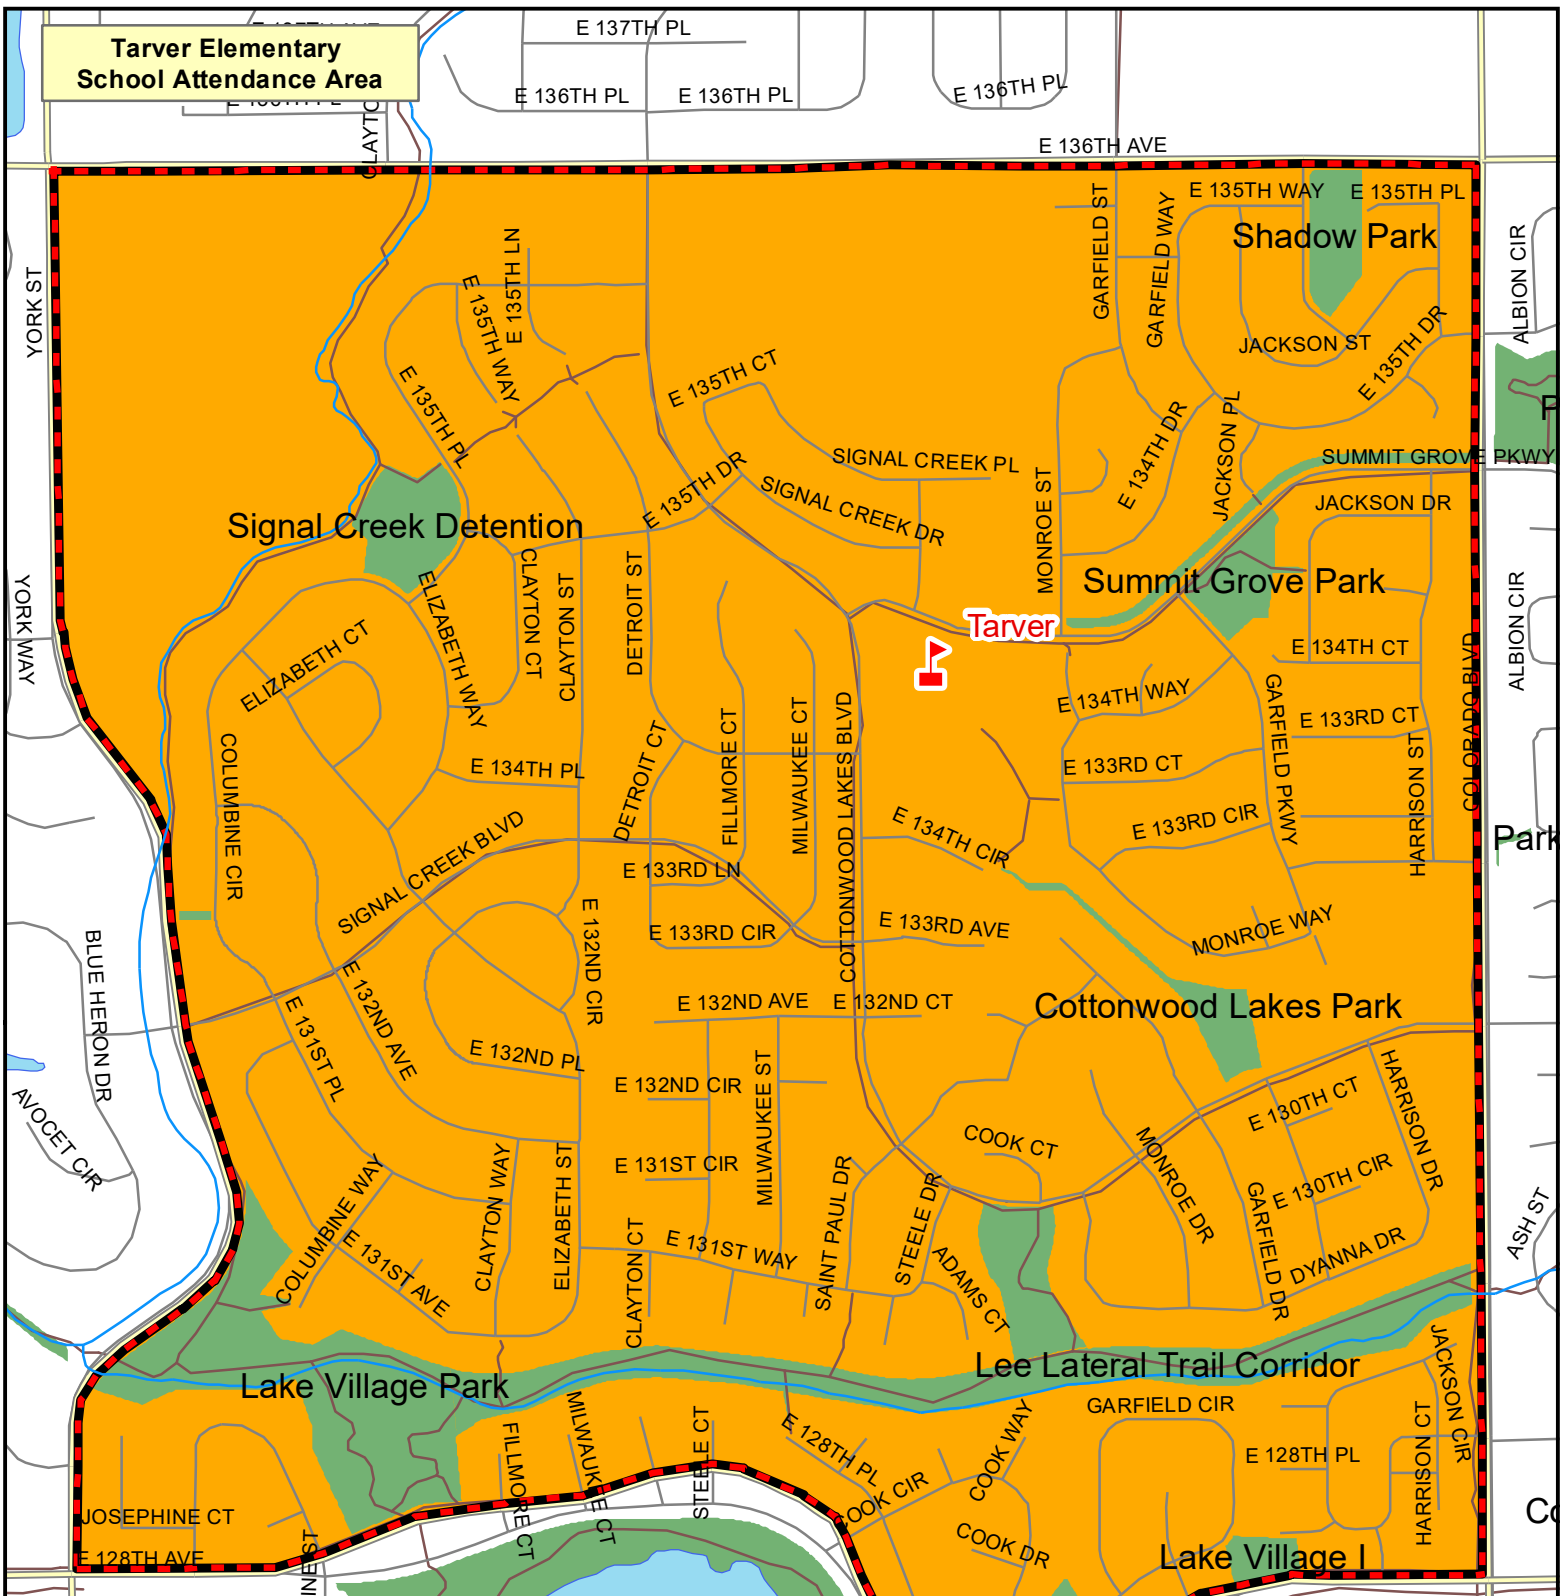 Tarver Elementary
School Attendance Area
E 137TH PL
E 136TH PL
E 136TH PL
E 136TH PL
E 136TH AVE
YORK ST
E 135TH LN
E 135TH WAY
E 135TH PL
GARFIELD ST
GARFIELD WAY
E 135TH WAY
E 135TH PL
Shadow Park
ALBION CIR
JACKSON ST
E 135TH DR
E 135TH CT
E 135TH DR
SIGNAL CREEK PL
SIGNAL CREEK DR
MONROE ST
E 134TH DR
JACKSON PL
SUMMIT GROVE PKWY
JACKSON DR
Signal Creek Detention
Summit Grove Park
YORK WAY
ELIZABETH CT
ELIZABETH WAY
CLAYTON CT
CLAYTON ST
DETROIT ST
Tarver
E 134TH CT
ALBION CIR
COLORADO BLVD
E 134TH WAY
E 133RD CT
E 133RD CT
GARFIELD PKWY
HARRISON ST
COLUMBINE CIR
E 134TH PL
DETROIT CT
FILLMORE CT
MILWAUKEE CT
COTTONWOOD LAKES BLVD
E 134TH CIR
E 133RD CIR
Park
SIGNAL CREEK BLVD
E 133RD LN
E 133RD CIR
E 133RD AVE
MONROE WAY
BLUE HERON DR
E 132ND AVE
E 132ND CIR
E 131ST PL
E 132ND AVE
E 132ND CT
Cottonwood Lakes Park
E 132ND PL
E 132ND CIR
MILWAUKEE ST
AVOCET CIR
E 130TH CT
HARRISON DR
COOK CT
MONROE DR
E 131ST CIR
E 130TH CIR
COLUMBINE WAY
CLAYTON WAY
ELIZABETH ST
SAINT PAUL DR
STEELE DR
GARFIELD DR
ASH ST
E 131ST AVE
CLAYTON CT
E 131ST WAY
ADAMS CT
DYANNA DR
Lake Village Park
Lee Lateral Trail Corridor
JACKSON CIR
FILLMORE CT
MILWAUKEE CT
STEELE CT
E 128TH PL
COOK WAY
GARFIELD CIR
E 128TH PL
HARRISON CT
JOSEPHINE CT
COOK CIR
COOK DR
E 128TH AVE
Lake Village I